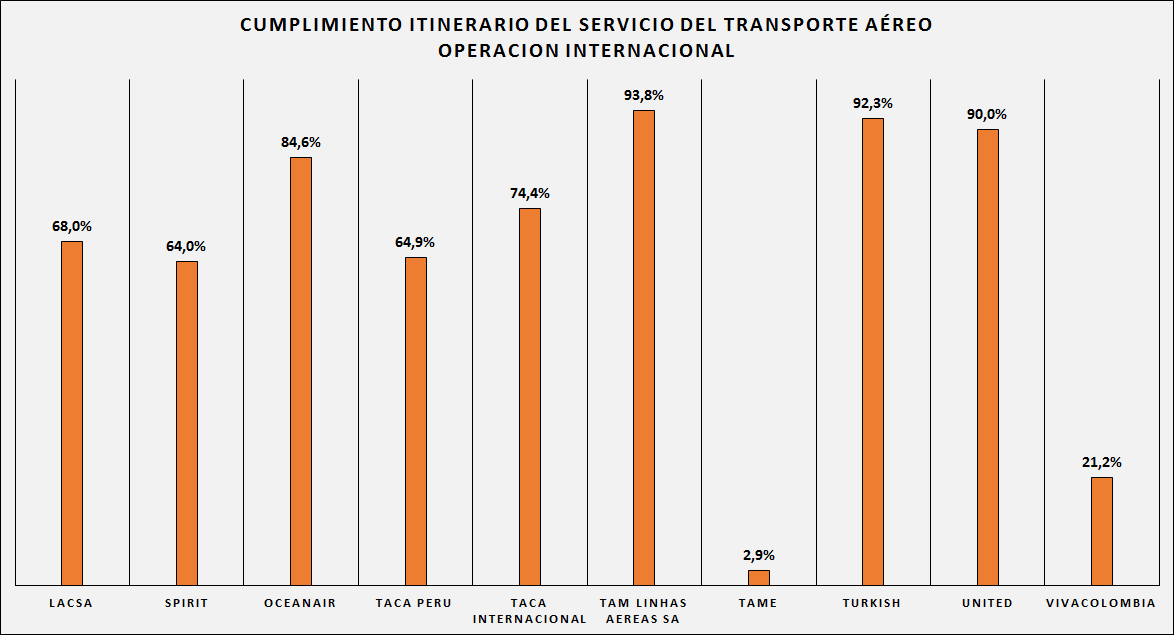 CUMPLIMIENTO ITINERARIO DEL SERVICIO DEL TRANSPORTE AÉREO
OPERACION INTERNACIONAL
68,0%
64,0%
84,6%
64,9%
74,4%
93,8%
2,9%
92,3%
90,0%
21,2%
LACSA
SPIRIT
OCEANAIR
TACA PERU
TACA
INTERNACIONAL
TAM LINHAS
AEREAS SA
TAME
TURKISH
UNITED
VIVACOLOMBIA